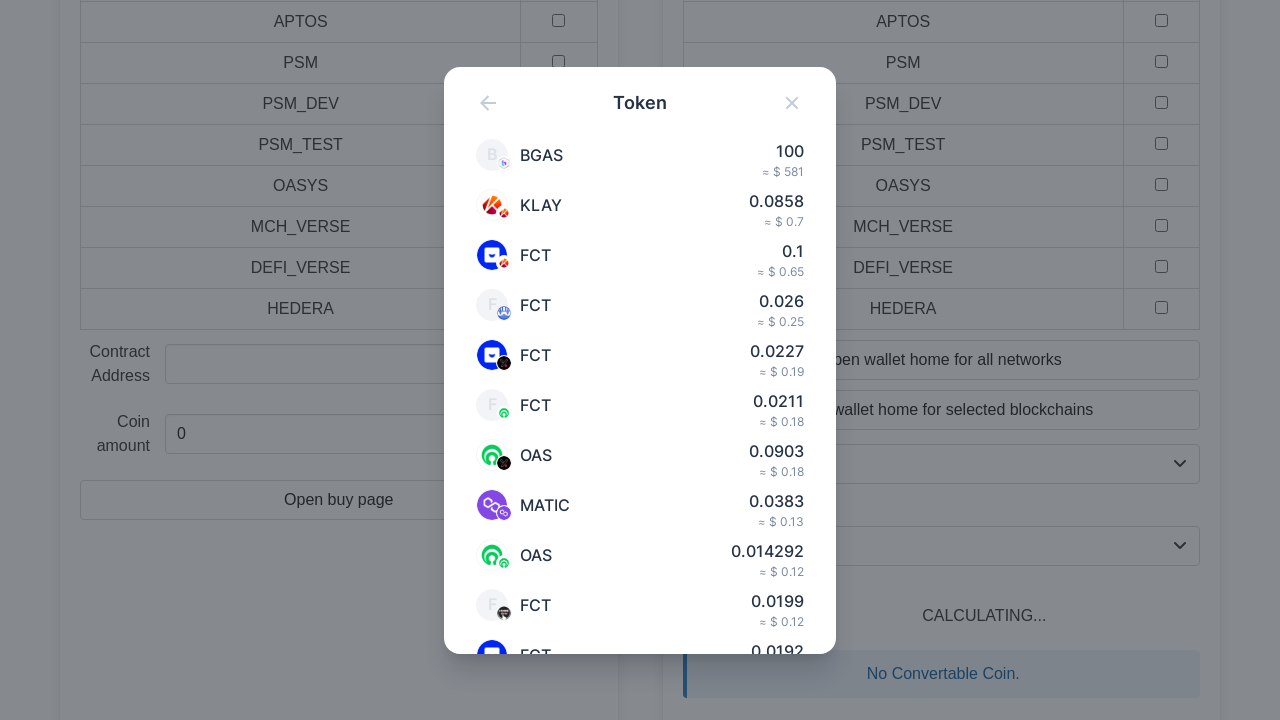 APTOS
APTOS
PSM
PSM
PSM_DEV
PSM_DEV
PSM_TEST
PSM_TEST
OASYS
OASYS
MCH_VERSE
MCH_VERSE
DEFI_VERSE
DEFI_VERSE
HEDERA
HEDERA
Contract
Address
Coin
amount
0
Open buy page
pen wallet home for all networks
wallet home for selected blockchains
CALCULATING...
No Convertable Coin.
Token
B
BGAS
100
≈ $ 581
KLAY
0.0858
≈ $ 0.7
FCT
0.1
≈ $ 0.65
F
FCT
0.026
≈ $ 0.25
FCT
0.0227
≈ $ 0.19
F
FCT
0.0211
≈ $ 0.18
OAS
0.0903
≈ $ 0.18
MATIC
0.0383
≈ $ 0.13
OAS
0.014292
≈ $ 0.12
F
FCT
0.0199
≈ $ 0.12
FCT
0.0192